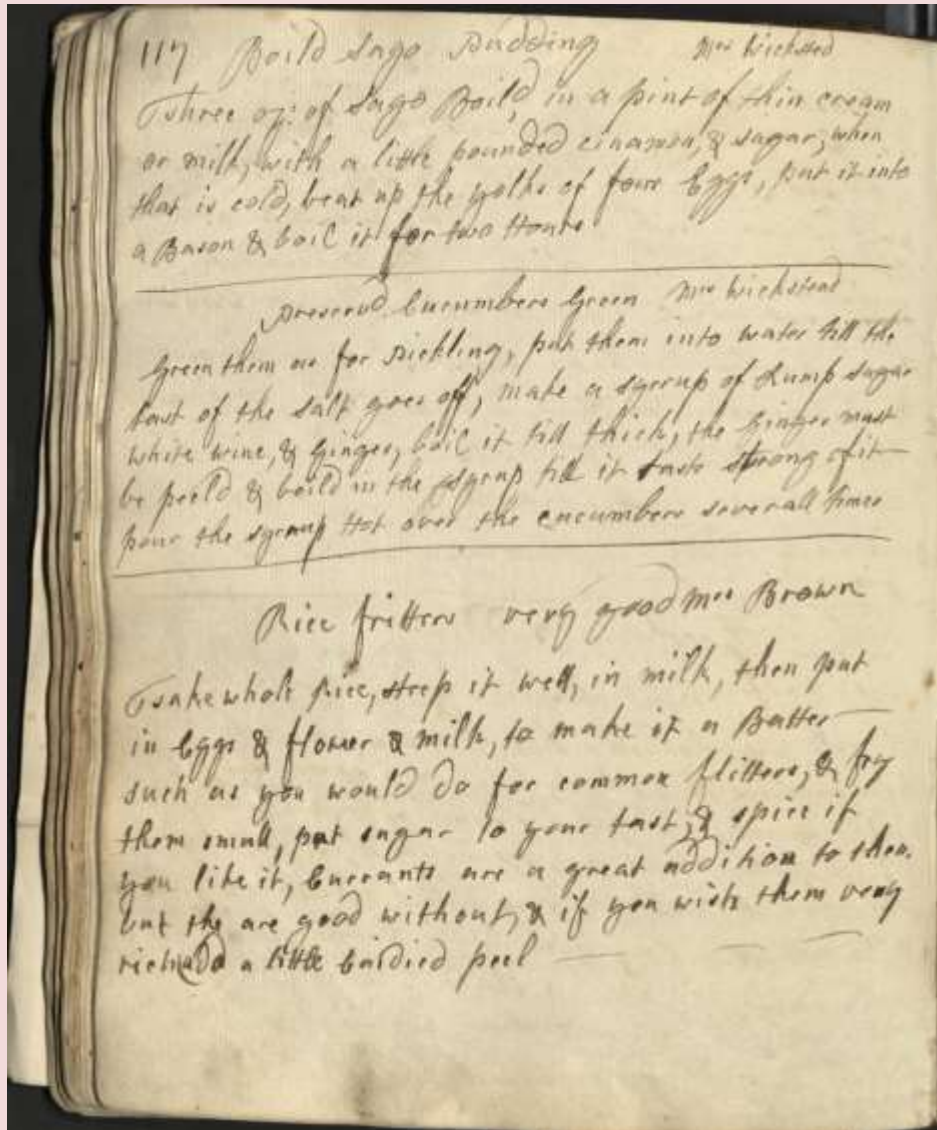 117 Boild Sago Pudding Mrs Wicksted
Three oz: of Sago Boild, in a pint of thin cream
or milk, with a little pounded cinamon, & sugar, when
that is cold, beat up the yolks of four Eggs, put it into
a Bason & boil it for two Hours
Preservd Cucumbers Green Mrs Wickstead
Green them as for Pickling, put them into water till the
tast of the salt goes off, make a syrrup of Lump sugar
white wine, & Ginger, boil it till thick, the Ginger must
be peeld & boild in the syrup till it tasts strong of it
pour the syrrup Hot over the cucumbers severall times
Rice fritters very good Mrs Brown
Take whole Rice, steep it well, in milk, then put
in Eggs & flower & milk, to make it a Batter
such as you would do for common flitters, & fry
them small, put sugar to your tast, & spice if
you like it, Currants are a great addition to them
but the are good without, & if you wish them very
rich add a little Candied peel